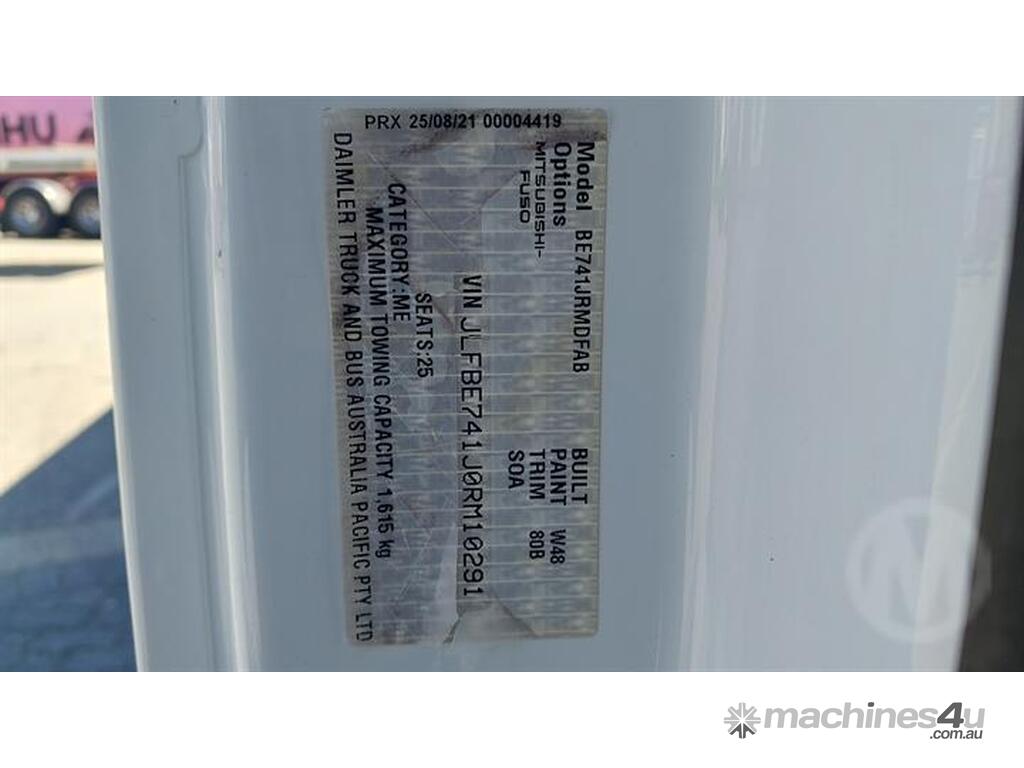 HU
PRX 25/08/21 00004419
Model BE741JRMDFAB
Options
MITSUBISHI-
FUSO
BUILT
PAINT W48
TRIM 80B
SOA
VIN JLFBE741J0RM10291
SEATS:25
CATEGORY:ME
MAXIMUM TOWING CAPACITY 1,615 kg
DAIMLER TRUCK AND BUS AUSTRALIA PACIFIC PTY LTD
M
machines4u
.com.au